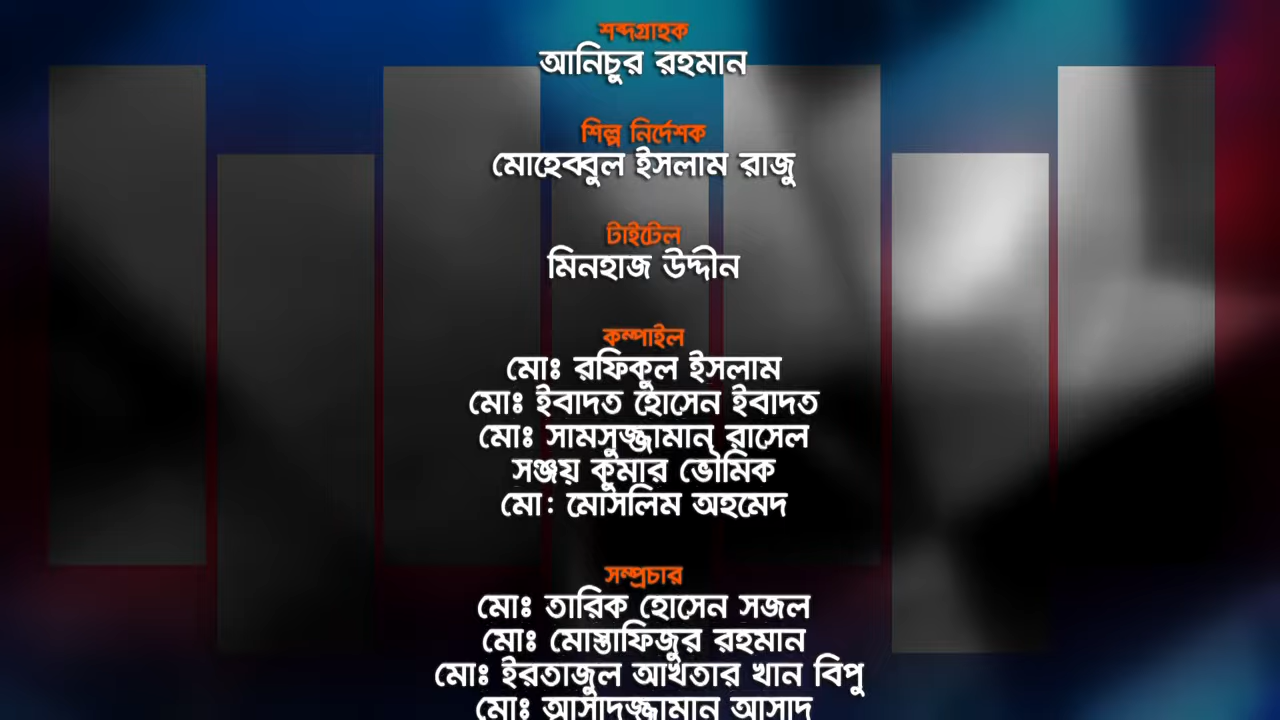 শব্দগ্রাহক
আনিচুর রহমান
শিল্প নির্দেশক
মোহেব্বুল ইসলাম রাজু
টাইটেল
মিনহাজ উদ্দীন
কম্পাইল
মোঃ রফিকুল ইসলাম
মোঃ ইবাদত হোসেন ইবাদত
মোঃ সামসুজ্জামান রাসেল
সঞ্জয় কুমার ভৌমিক
মো: মোসলিম অহমেদ
সম্প্রচার
মোঃ তারিক হোসেন সজল
মোঃ মোস্তাফিজুর রহমান
মোঃ ইরতাজুল আখতার খান বিপু
মোঃ আসাদুজ্জামান আসাদ